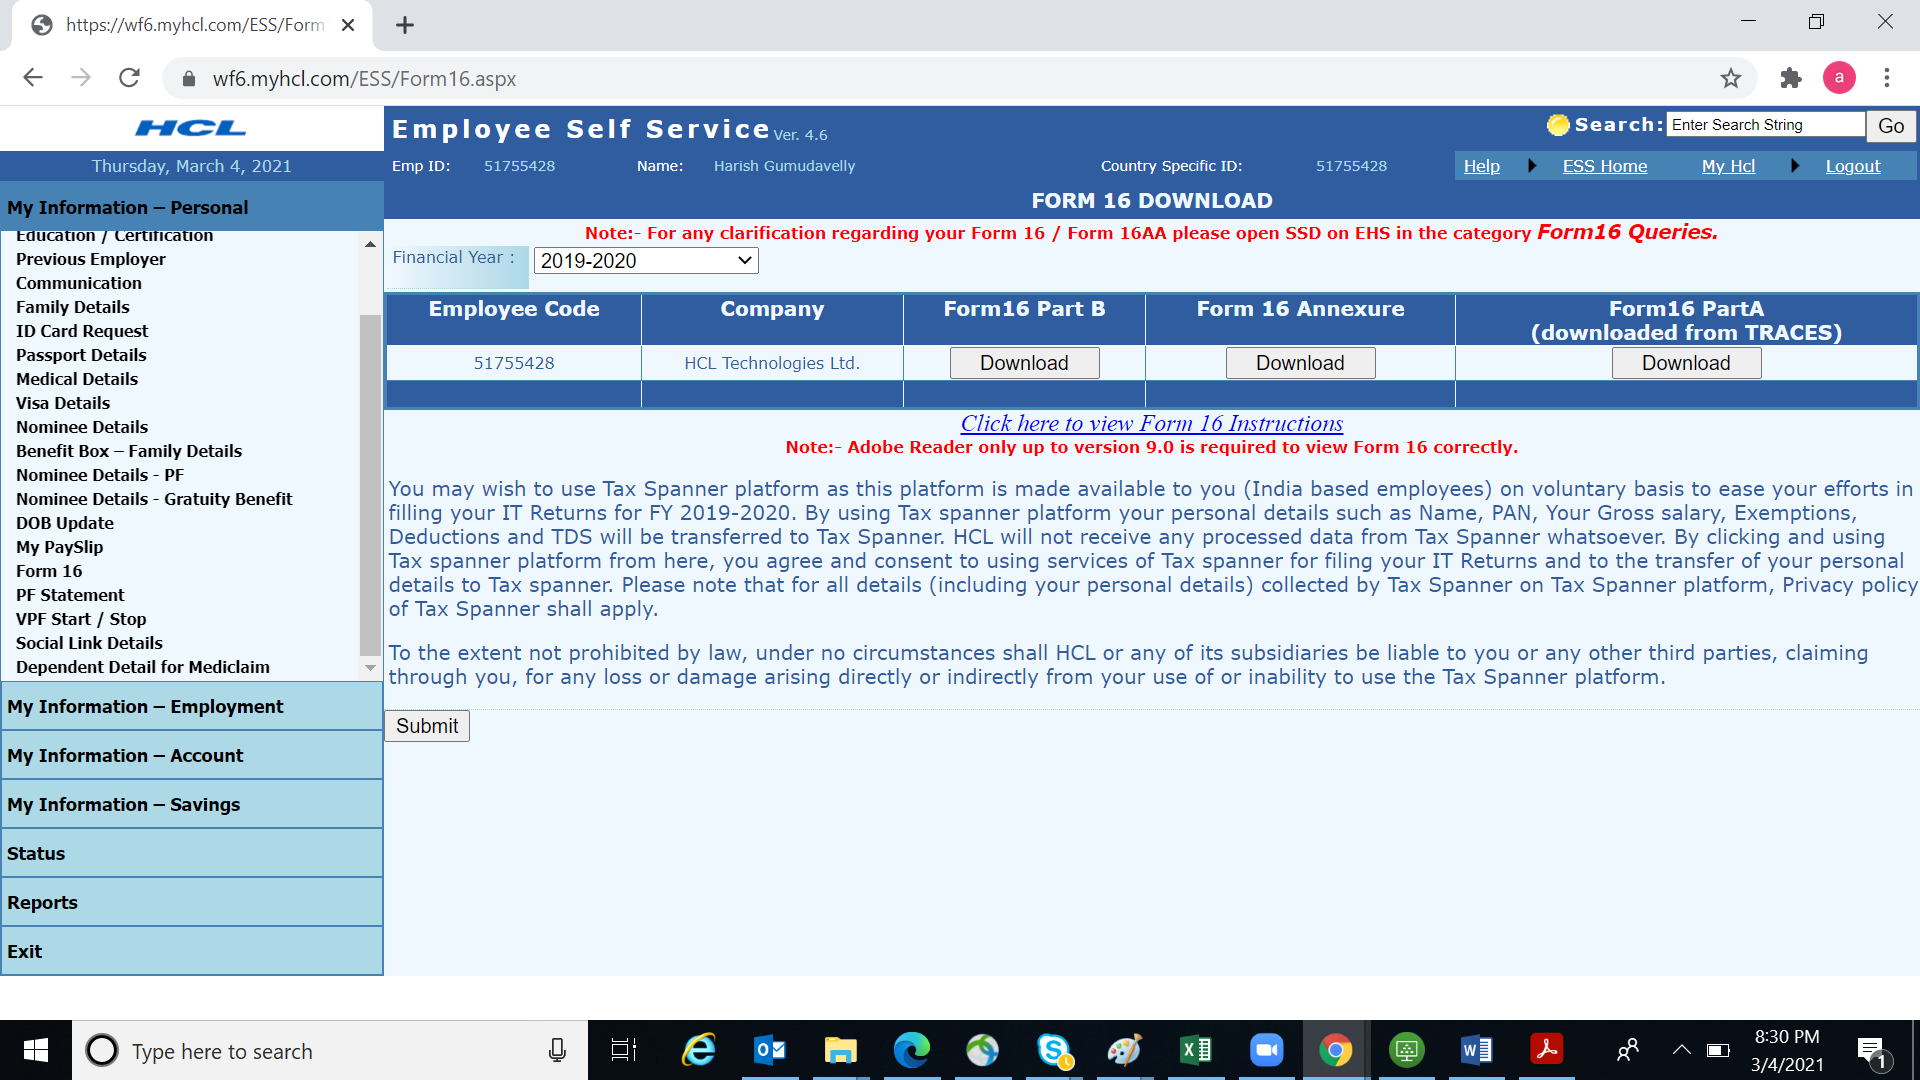 https://wf6.myhcl.com/ESS/Form
wf6.myhcl.com/ESS/Form16.aspx
a
HCL
Thursday, March 4, 2021
Employee Self Service Ver. 4.6
Search: Enter Search String Go
Emp ID: 51755428 Name: Harish Gumudavelly Country Specific ID: 51755428
Help ESS Home My Hcl Logout
My Information – Personal
Education / Certification
Previous Employer
Communication
Family Details
ID Card Request
Passport Details
Medical Details
Visa Details
Nominee Details
Benefit Box – Family Details
Nominee Details - PF
Nominee Details - Gratuity Benefit
DOB Update
My PaySlip
Form 16
PF Statement
VPF Start / Stop
Social Link Details
Dependent Detail for Mediclaim
My Information – Employment
My Information – Account
My Information – Savings
Status
Reports
Exit
FORM 16 DOWNLOAD
Note:- For any clarification regarding your Form 16 / Form 16AA please open SSD on EHS in the category Form16 Queries.
Financial Year : 2019-2020
Employee Code Company Form16 Part B Form 16 Annexure Form16 PartA
(downloaded from TRACES)
51755428 HCL Technologies Ltd. Download Download Download
Click here to view Form 16 Instructions
Note:- Adobe Reader only up to version 9.0 is required to view Form 16 correctly.
You may wish to use Tax Spanner platform as this platform is made available to you (India based employees) on voluntary basis to ease your efforts in
filling your IT Returns for FY 2019-2020. By using Tax spanner platform your personal details such as Name, PAN, Your Gross salary, Exemptions,
Deductions and TDS will be transferred to Tax Spanner. HCL will not receive any processed data from Tax Spanner whatsoever. By clicking and using
Tax spanner platform from here, you agree and consent to using services of Tax spanner for filing your IT Returns and to the transfer of your personal
details to Tax spanner. Please note that for all details (including your personal details) collected by Tax Spanner on Tax Spanner platform, Privacy policy
of Tax Spanner shall apply.
To the extent not prohibited by law, under no circumstances shall HCL or any of its subsidiaries be liable to you or any other third parties, claiming
through you, for any loss or damage arising directly or indirectly from your use of or inability to use the Tax Spanner platform.
Submit
Type here to search
8:30 PM
3/4/2021
1